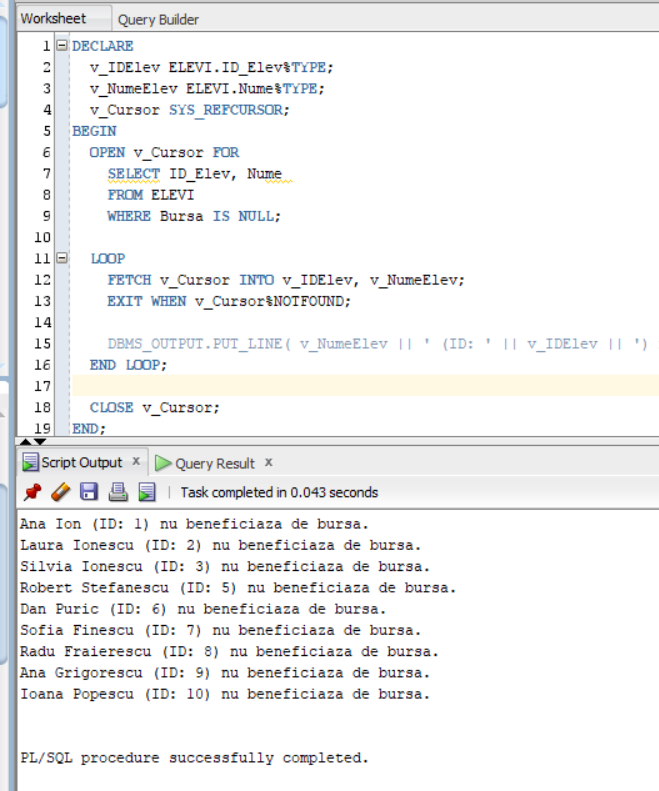 Worksheet Query Builder
1 DECLARE
2 v_IDElev ELEVI.ID_Elev%TYPE;
3 v_NumeElev ELEVI.Nume%TYPE;
4 v_Cursor SYS_REFCURSOR;
5 BEGIN
6 OPEN v_Cursor FOR
7 SELECT ID_Elev, Nume
8 FROM ELEVI
9 WHERE Bursa IS NULL;
10
11 LOOP
12 FETCH v_Cursor INTO v_IDElev, v_NumeElev;
13 EXIT WHEN v_Cursor%NOTFOUND;
14
15 DBMS_OUTPUT.PUT_LINE( v_NumeElev || ' (ID: ' || v_IDElev || ')
16 END LOOP;
17
18 CLOSE v_Cursor;
19 END;
Script Output x Query Result x
Task completed in 0.043 seconds
Ana Ion (ID: 1) nu beneficiaza de bursa.
Laura Ionescu (ID: 2) nu beneficiaza de bursa.
Silvia Ionescu (ID: 3) nu beneficiaza de bursa.
Robert Stefanescu (ID: 5) nu beneficiaza de bursa.
Dan Puric (ID: 6) nu beneficiaza de bursa.
Sofia Finescu (ID: 7) nu beneficiaza de bursa.
Radu Fraierescu (ID: 8) nu beneficiaza de bursa.
Ana Grigorescu (ID: 9) nu beneficiaza de bursa.
Ioana Popescu (ID: 10) nu beneficiaza de bursa.
PL/SQL procedure successfully completed.